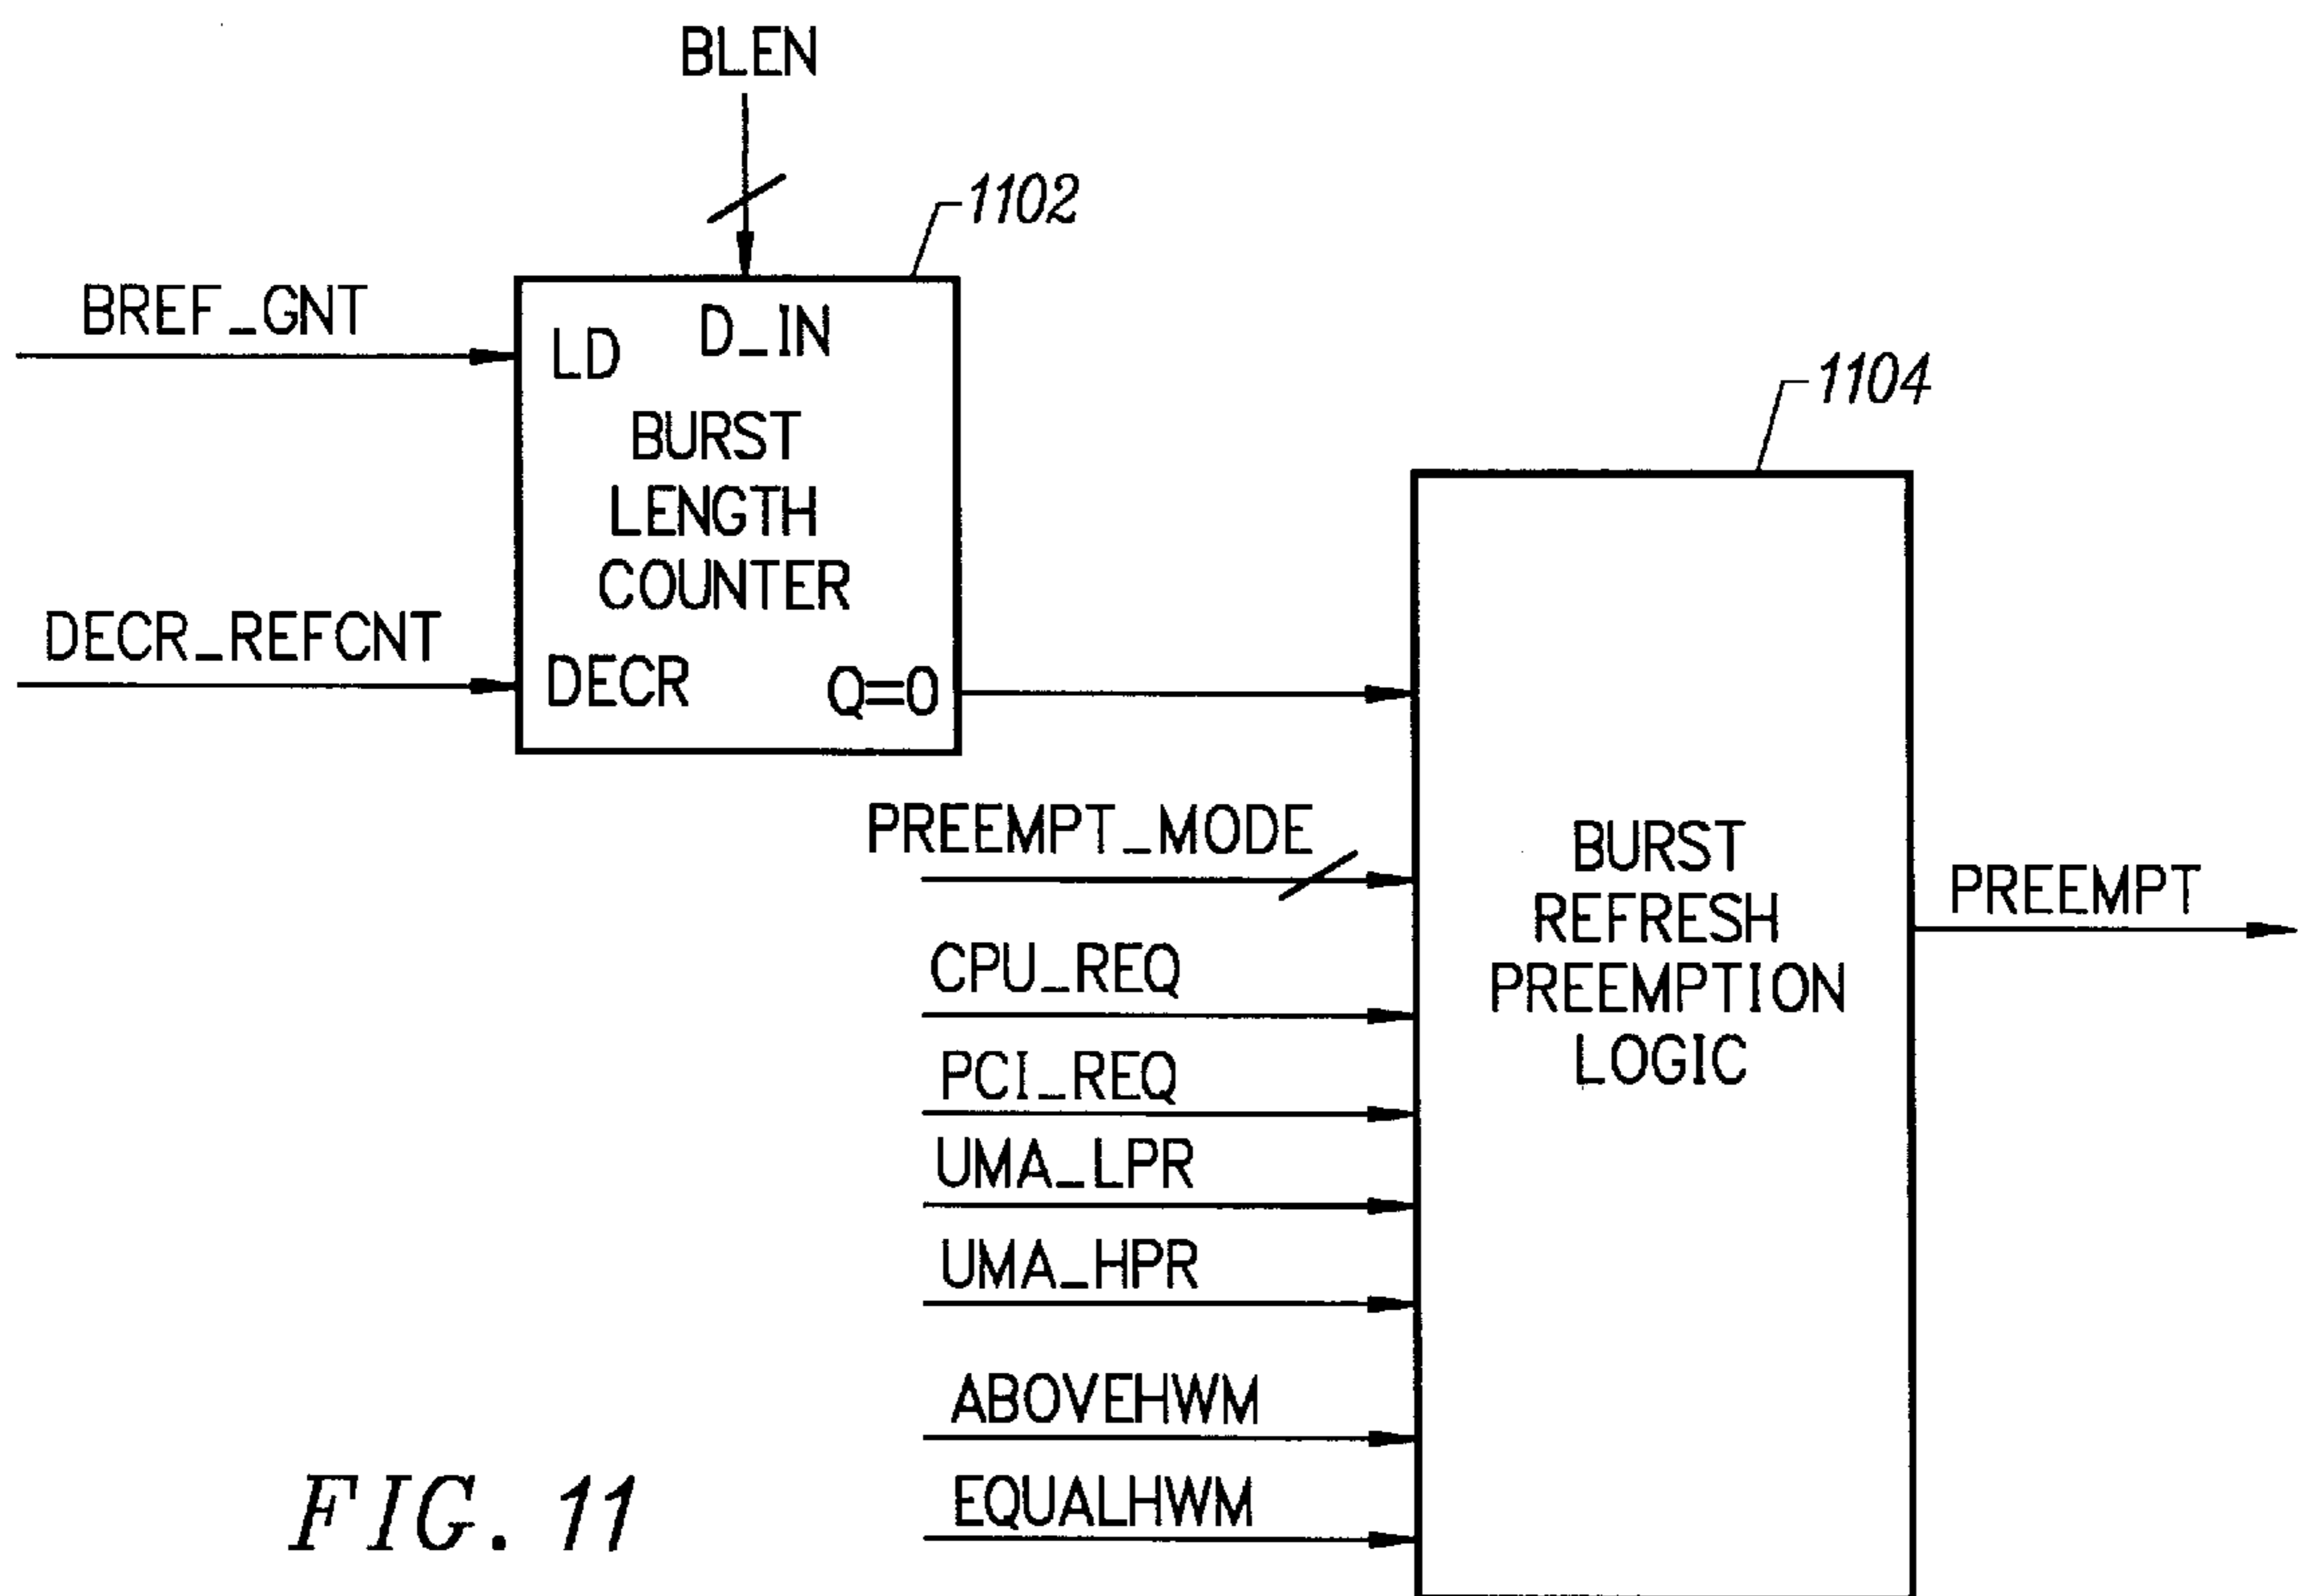 BLEN
1102
BREF_GNT
LD
D_IN
BURST
LENGTH
COUNTER
DECR_REFCNT
DECR
Q=0
1104
PREEMPT_MODE
CPU_REQ
PCI_REQ
UMA_LPR
UMA_HPR
ABOVEHWM
EQUALHWM
BURST
REFRESH
PREEMPTION
LOGIC
PREEMPT
FIG. 11